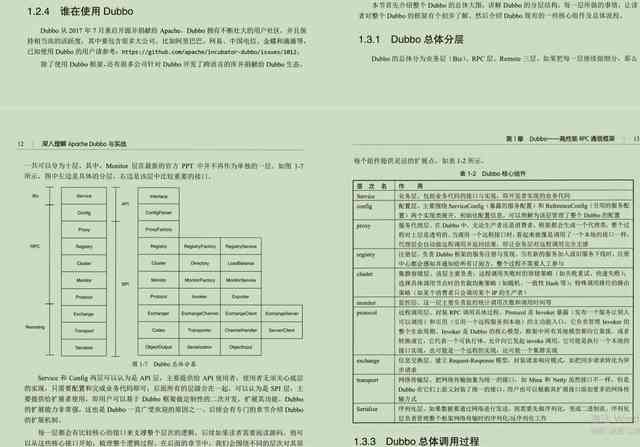 1.2.4 谁在使用 Dubbo
Dubbo 从 2017 年 7 月重启开源并捐献给 Apache。Dubbo 拥有不断壮大的用户社区,并且保
持相当高的活跃度,其中要包含很多大公司。比如阿里巴巴、网易、中国电信、金蝶和滴滴等,
已知使用 Dubbo 的用户请参考:https://github.com/apache/incubator-dubbo/issues/1012。
除了使用 Dubbo 框架,还有很多公司针对 Dubbo 开发了跨语言的库并捐献给 Dubbo 生态。
12 深入理解 Apache Dubbo 与实战
一共可以分为十层。其中,Monitor 层在最新的官方 PPT 中并不再作为单独的一层。如图 1-7
所示,图中左边是具体的分层,右边是该层中比较重要的接口。
Biz Service Interface
API
Config ConfigParser
RPC Proxy ProxyFactory
Registry Registry RegistryFactory RegistryService
Cluster Cluster Directory LoadBalance
Monitor Monitor MonitorFactory MonitorService
SPI
Protocol Protocol Invoker Exporter
Remoting Exchange Exchanger ExchangeChannel ExchangeClient ExchangeServer
Transport Codec Transporter ChannelHandler Server/Client
Serialize ObjectOutput Serialization ObjectInput
图 1-7 Dubbo 总体分层
Service 和 Config 两层可以认为是 API 层,主要提供给 API 使用者,使用者无须关心底层
的实现,只需要配置和完成业务代码即可。后面所有的层级合在一起,可以认为是 SPI 层,主
要提供给扩展者使用,即用户可以基于 Dubbo 框架做定制性的二次开发,扩展其功能。Dubbo
的扩展能力非常强,这也是 Dubbo 一直广受欢迎的原因之一。后续会有专门的章节介绍 Dubbo
的扩展机制。
每一层都会有比较核心的接口来支撑整个层次的逻辑,后续如果读者需要阅读源码,他可
以从这些核心接口开始,梳理整个逻辑过程。在后面的章节中,我们会围绕不同的层次对其原
本节首先介绍整个 Dubbo 的总体大图,讲解 Dubbo 的分层结构、每一层所做的事情,让读
者对整个 Dubbo 的框架有个初步了解。然后介绍 Dubbo 现有的一些核心组件及总体流程。
1.3.1 Dubbo 总体分层
Dubbo 的总体分为业务层(Biz)、RPC 层、Remote 三层。如果把每一层继续做细分,那么
第 1 章 Dubbo——高性能 RPC 通信框架 13
每个组件提供灵活的扩展点,如表 1-2 所示。
表 1-2 Dubbo 核心组件
层 次 名 作 用
Service 业务层。包括业务代码的接口与实现,即开发者实现的业务代码
config 配置层。主要围绕 ServiceConfig(暴露的服务配置)和 ReferenceConfig(引用的服务配
置)两个实现类展开,初始化配置信息。可以理解为该层管理了整个 Dubbo 的配置
proxy 服务代理层。在 Dubbo 中,无论生产者还是消费者,框架都会生成一个代理类,整个过
程对上层是透明的。当调用一个远程接口时,看起来就像是调用了一个本地的接口一样,
代理层会自动做远程调用并返回结果,即让业务层对远程调用完全无感
registry 注册层。负责 Dubbo 框架的服务注册与发现。当有新的服务加入或旧服务下线时,注册
中心都会感知并通知给所有订阅方。整个过程不需要人工参与
cluster 集群容错层。该层主要负责:远程调用失败时的容错策略(如失败重试、快速失败);
选择具体调用节点时的负载均衡策略(如随机、一致性 Hash 等);特殊调用路径的路由
策略(如某个消费者只会调用某个 IP 的生产者)
monitor 监控层。这一层主要负责监控统计调用次数和调用时间等
protocol 远程调用层。封装 RPC 调用具体过程,Protocol 是 Invoker 暴露(发布一个服务让别人
可以调用)和引用(引用一个远程服务到本地)的主功能入口,它负责管理 Invoker 的
整个生命周期。Invoker 是 Dubbo 的核心模型,框架中所有其他模型都向它靠拢,或者
转换成它,它代表一个可执行体。允许向它发起 invoke 调用,它可能是执行一个本地的
接口实现,也可能是一个远程的实现,还可能一个集群实现
exchange 信息交换层。建立 Request-Response 模型,封装请求响应模式,如把同步请求转化为异
步请求
transport 网络传输层。把网络传输抽象为统一的接口,如 Mina 和 Netty 虽然接口不一样,但是
Dubbo 在它们上面又封装了统一的接口。用户也可以根据其扩展接口添加更多的网络传
输方式
Serialize 序列化层。如果数据要通过网络进行发送,则需要先做序列化,变成二进制流。序列化
层负责管理整个框架网络传输时的序列化/反序列化工作
1.3.3 Dubbo 总体调用过程